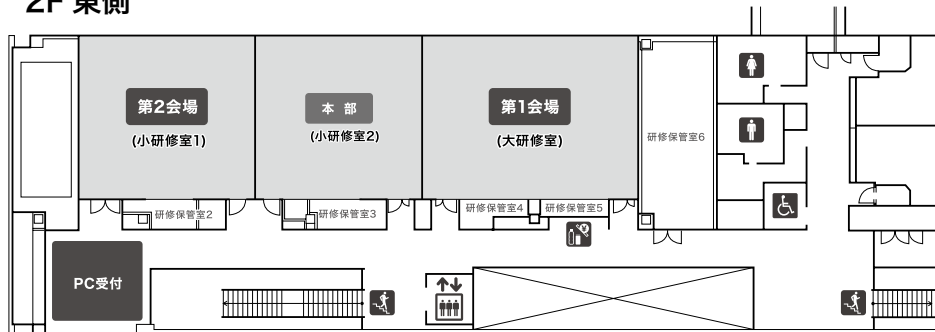 2F 東側
第2会場
(小研修室1)
本 部
(小研修室2)
第1会場
(大研修室)
研修保管室6
研修保管室2
研修保管室3
研修保管室4
研修保管室5
PC受付